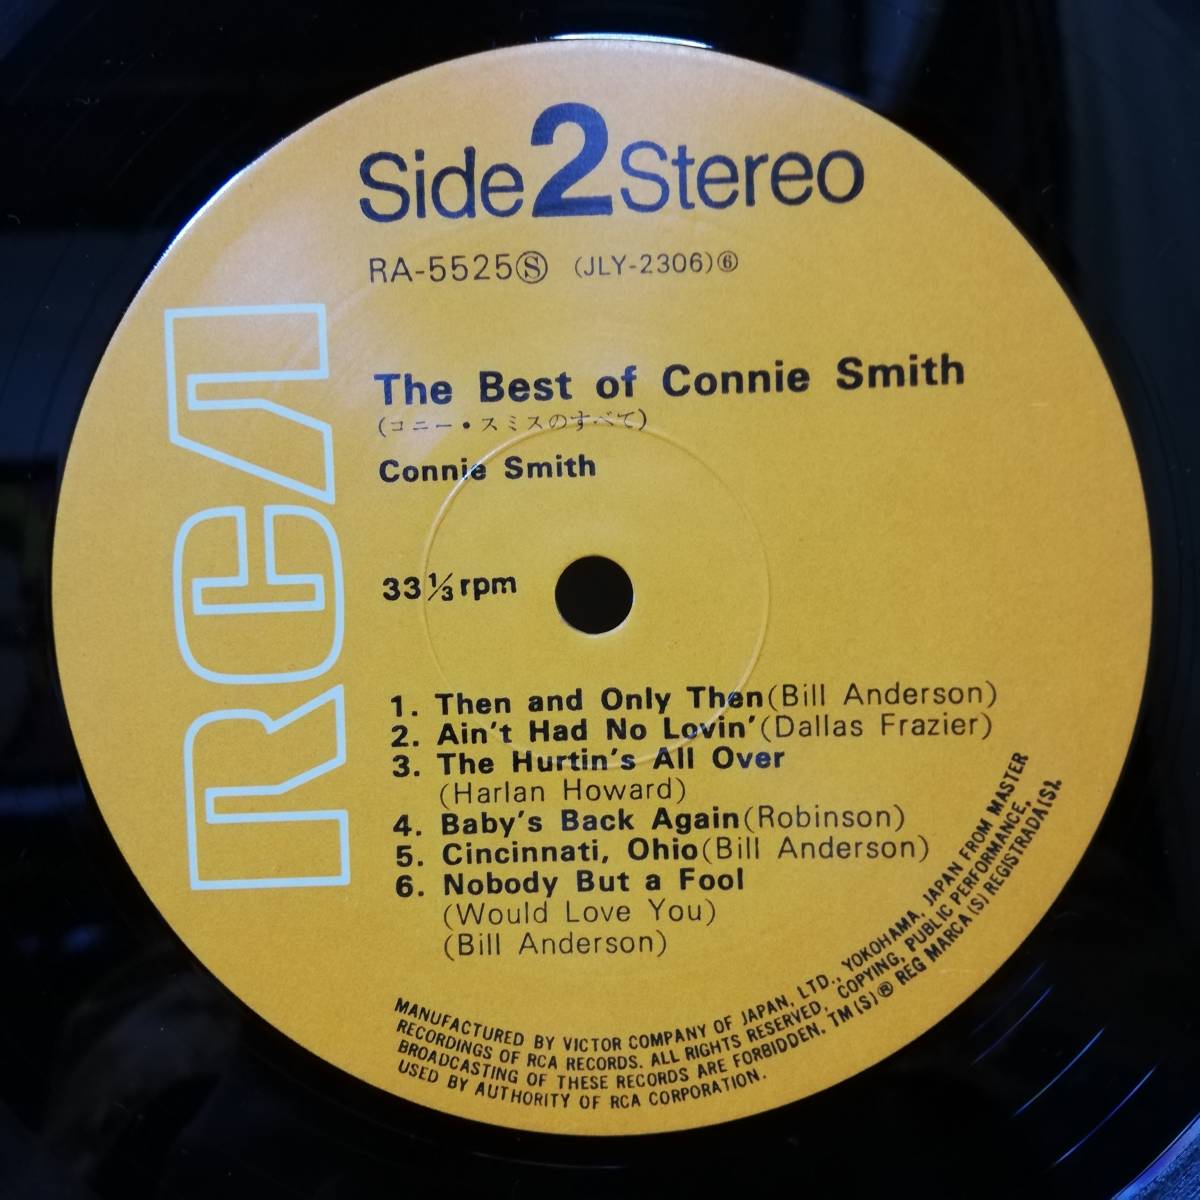 Side 2 Stereo
RA-5525Ⓢ (JLY-2306)⑥
RCA
The Best of Connie Smith
(コニー・スミスのすべて)
Connie Smith
33⅓rpm
1. Then and Only Then(Bill Anderson)
2. Ain't Had No Lovin'(Dallas Frazier)
3. The Hurtin's All Over
(Harlan Howard)
4. Baby's Back Again(Robinson)
5. Cincinnati, Ohio(Bill Anderson)
6. Nobody But a Fool
(Would Love You)
(Bill Anderson)
MANUFACTURED BY VICTOR COMPANY OF JAPAN, LTD., YOKOHAMA, JAPAN FROM MASTER
RECORDINGS OF RCA RECORDS. ALL RIGHTS RESERVED, COPYING, PUBLIC PERFORMANCE,
BROADCASTING OF THESE RECORDS ARE FORBIDDEN. TM(S)® REG MARCA(S) REGISTRADA(S).
USED BY AUTHORITY OF RCA CORPORATION.